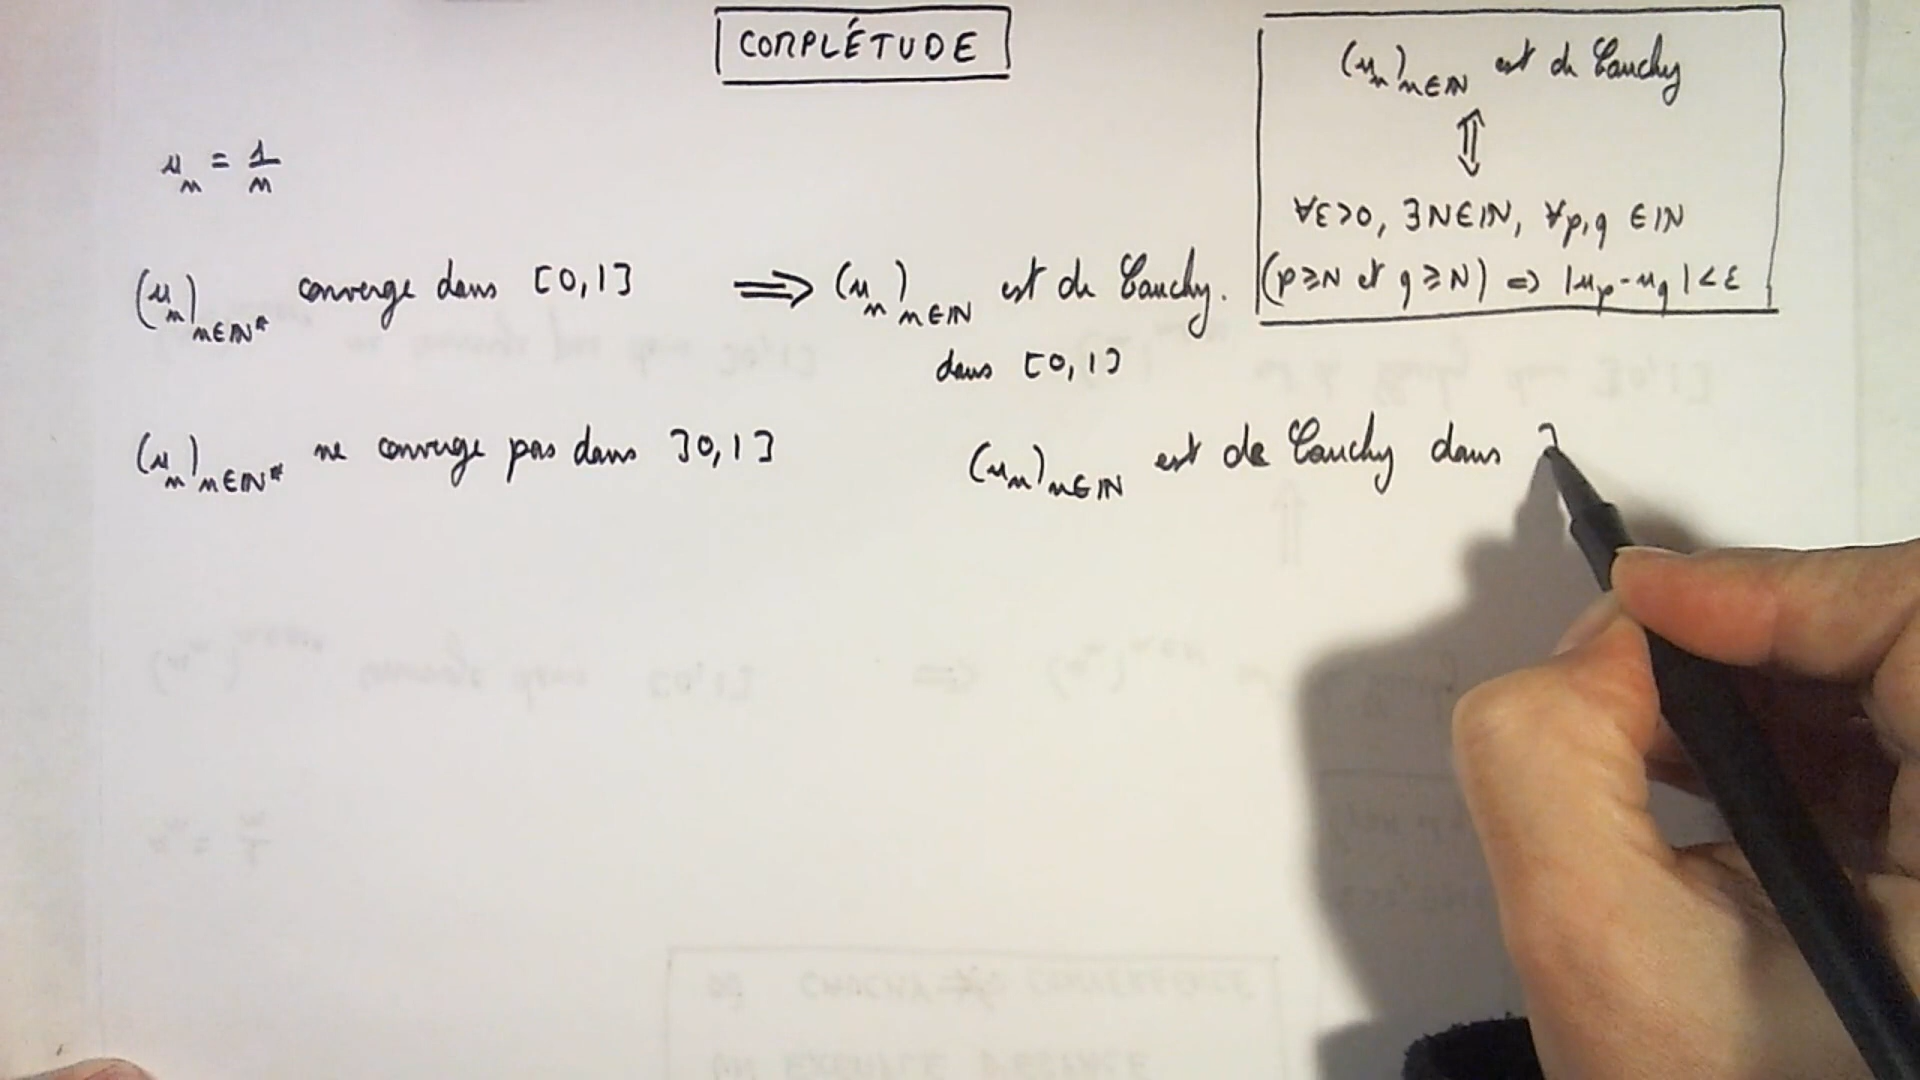 COMPLÉTUDE
(u_n)_{n∈ℕ} est de Cauchy
⇕
∀ε>0, ∃N∈ℕ, ∀p,q ∈ℕ
(p≥N et q≥N) ⇒ |u_p - u_q| < ε
u_n = 1/n
(u_n)_{n∈ℕ*} converge dans [0,1] ⟹ (u_n)_{n∈ℕ} est de Cauchy.
dans [0,1]
(u_n)_{n∈ℕ*} ne converge pas dans ]0,1] (u_n)_{n∈ℕ} est de Cauchy dans ]